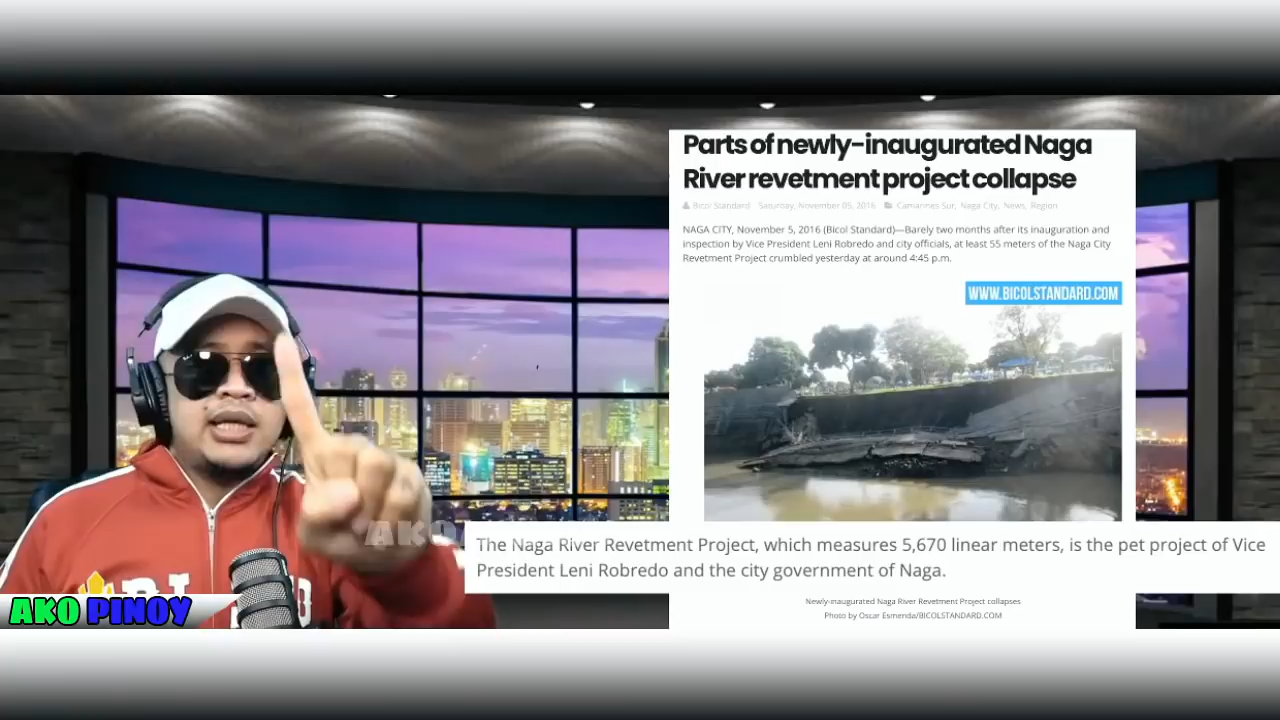 Parts of newly-inaugurated Naga
River revetment project collapse
Bicol Standard Saturday, November 05, 2016 Camarines Sur, Naga City, News, Region
NAGA CITY, November 5, 2016 (Bicol Standard)—Barely two months after its inauguration and
inspection by Vice President Leni Robredo and city officials, at least 55 meters of the Naga City
Revetment Project crumbled yesterday at around 4:45 p.m.
WWW.BICOLSTANDARD.COM
AKO
The Naga River Revetment Project, which measures 5,670 linear meters, is the pet project of Vice
President Leni Robredo and the city government of Naga.
Newly-inaugurated Naga River Revetment Project collapses
Photo by Oscar Esmenda/BICOLSTANDARD.COM
AKO PINOY